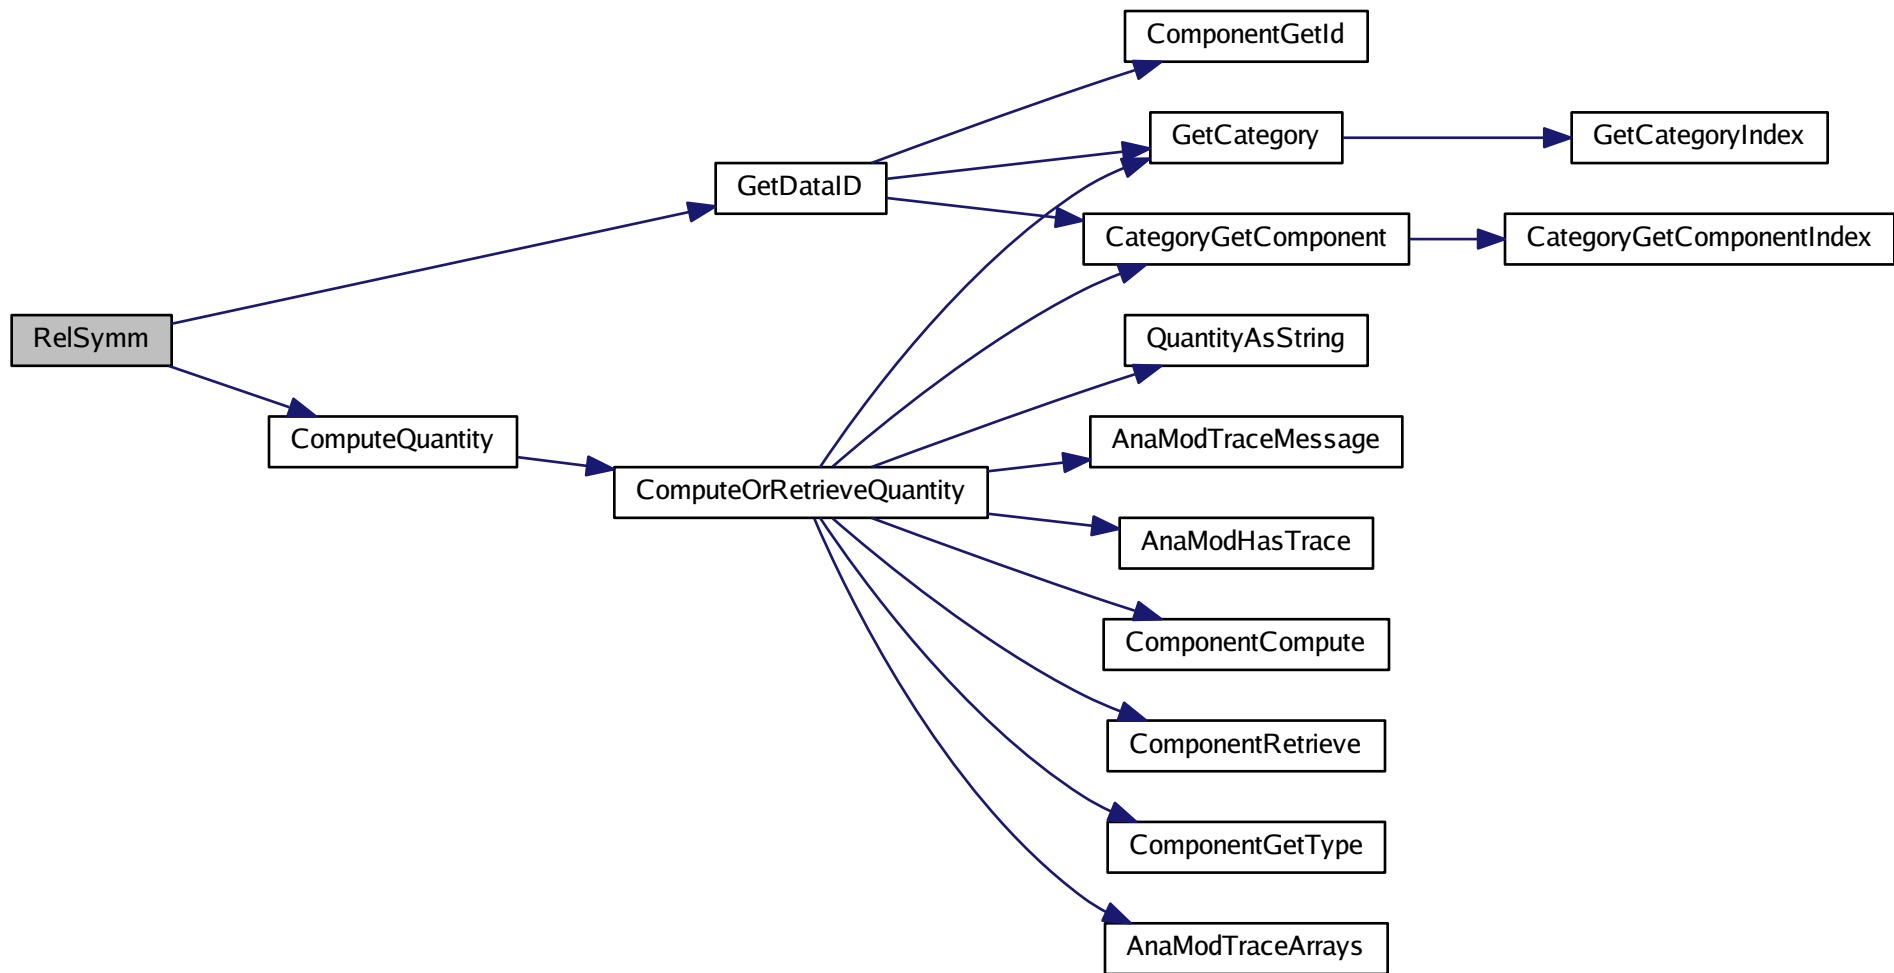 ComponentGetId
GetCategory
GetCategoryIndex
GetDataID
CategoryGetComponent
CategoryGetComponentIndex
RelSymm
QuantityAsString
ComputeQuantity
AnaModTraceMessage
ComputeOrRetrieveQuantity
AnaModHasTrace
ComponentCompute
ComponentRetrieve
ComponentGetType
AnaModTraceArrays